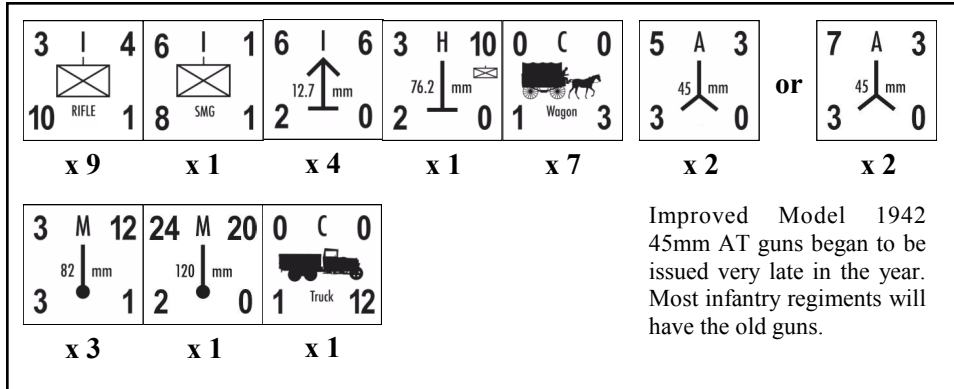 3 I 4 6 I 1 6 I 6 3 H 10 0 C 0 5 A 3 7 A 3
12.7 mm 76.2 mm 45 mm or 45 mm
RIFLE SMG Wagon
10 1 8 1 2 0 2 0 1 3 3 0 3 0
x 9 x 1 x 4 x 1 x 7 x 2 x 2
3 M 12 24 M 20 0 C 0
82 mm 120 mm Truck
3 1 2 0 1 12
x 3 x 1 x 1
Improved Model 1942
45mm AT guns began to be
issued very late in the year.
Most infantry regiments will
have the old guns.